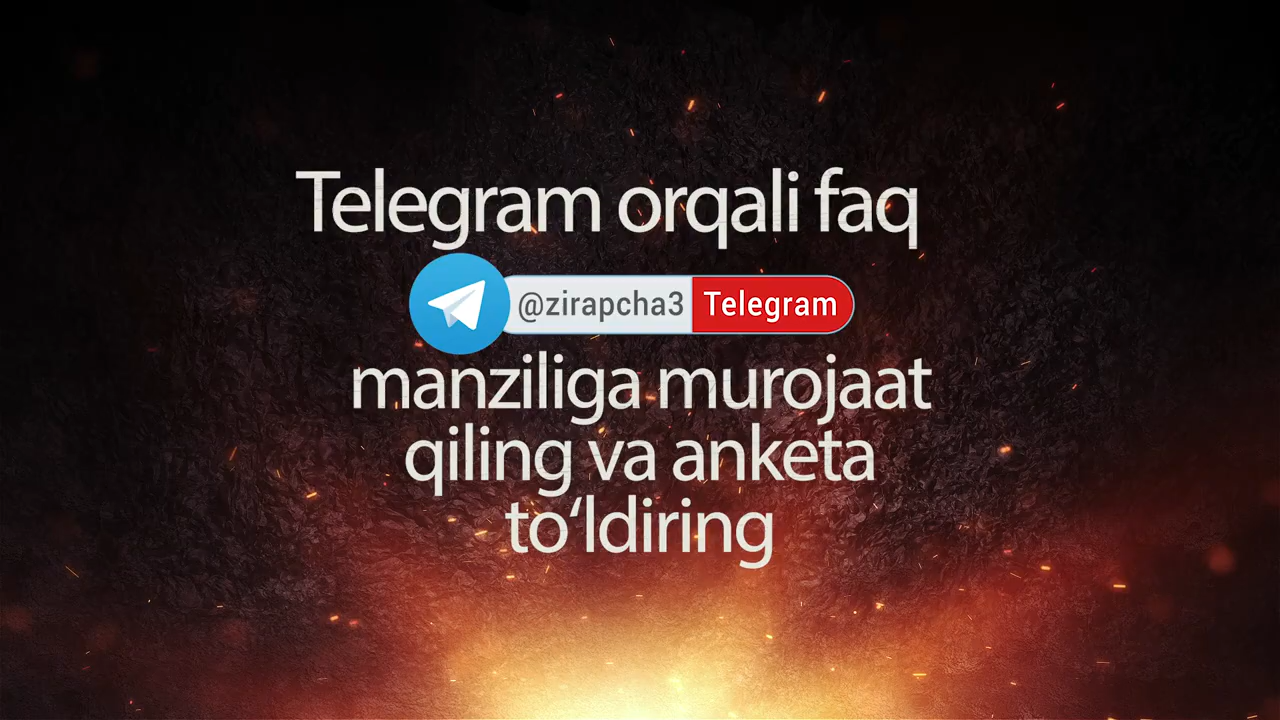 Telegram orqali faq
@zirapcha3 Telegram
manziliga murojaat
qiling va anketa
to‘ldiring